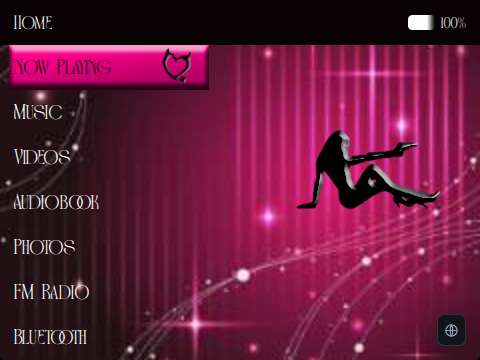 Home
100%
Now Playing
Music
Videos
Audiobook
Photos
FM Radio
Bluetooth